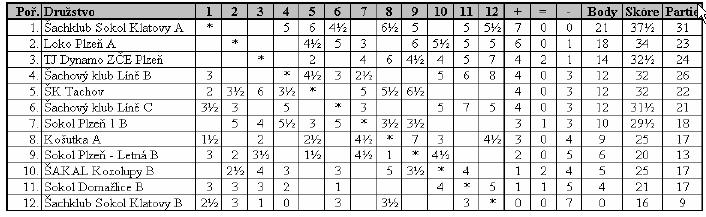 Poř. Družstvo 1 2 3 4 5 6 7 8 9 10 11 12 + = - Body Skóre Partie
1. Šachklub Sokol Klatovy A * 5 6 4½ 6½ 5 5 5½ 7 0 0 21 37½ 31
2. Loko Plzeň A * 4½ 5 3 6 5½ 5 5 6 0 1 18 34 23
3. TJ Dynamo ZČE Plzeň * 2 4 6 4½ 4 5 7 4 2 1 14 32½ 24
4. Šachový klub Líně B 3 * 4½ 3 2½ 5 6 8 4 0 3 12 32 26
5. ŠK Tachov 2 3½ 6 3½ * 5 5½ 6½ 4 0 3 12 32 22
6. Šachový klub Líně C 3½ 3 5 * 3 5 7 5 4 0 3 12 31½ 21
7. Sokol Plzeň 1 B 5 4 5½ 3 5 * 3½ 3½ 3 1 3 10 29½ 18
8. Košutka A 1½ 2 2½ 4½ * 7 3 4½ 3 0 4 9 25 17
9. Sokol Plzeň - Letná B 3 2 3½ 1½ 4½ 1 * 4½ 2 0 5 6 20 13
10. ŠAKAL Kozolupy B 2½ 4 3 3 5 3½ * 4 1 2 4 5 25 17
11. Sokol Domažlice B 3 3 3 2 1 4 * 5 1 1 5 4 21 17
12. Šachklub Sokol Klatovy B 2½ 3 1 0 3 3½ 3 * 0 0 7 0 16 9